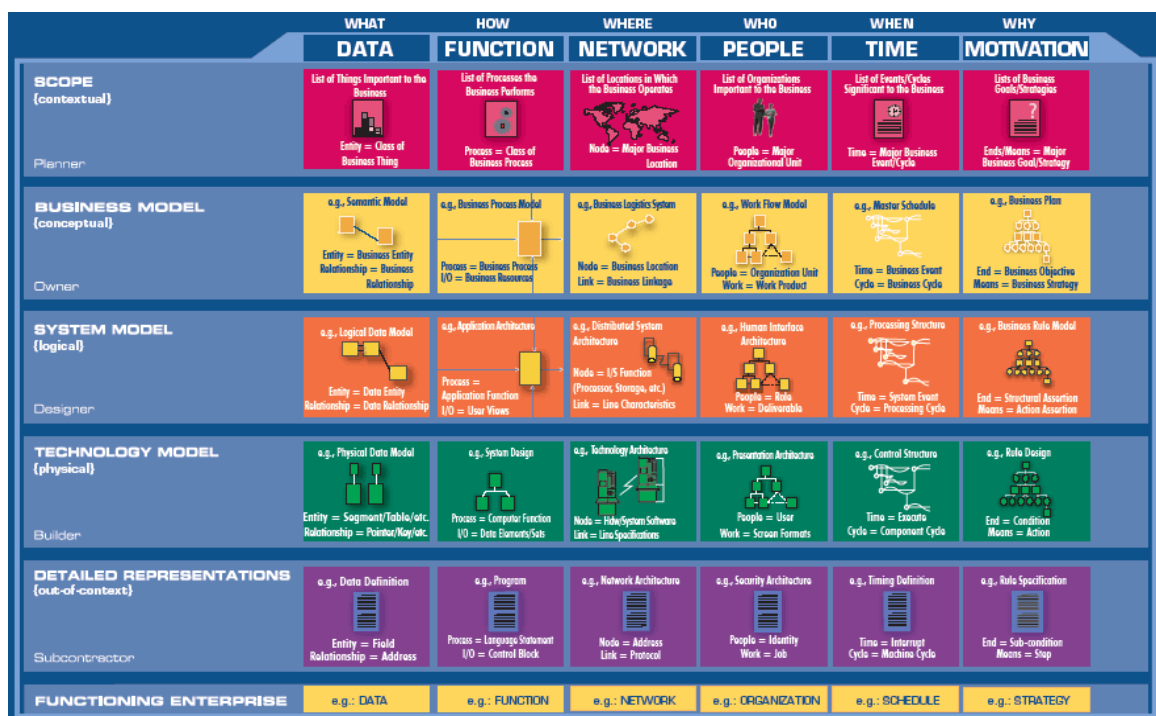 WHAT HOW WHERE WHO WHEN WHY
DATA FUNCTION NETWORK PEOPLE TIME MOTIVATION
SCOPE
{contextual}
Planner
List of Things Important to the
Business
Entity = Class of
Business Thing
List of Processes the
Business Performs
Process = Class of
Business Process
List of Locations in Which
the Business Operates
Node = Major Business
Location
List of Organizations
Important to the Business
People = Major
Organizational Unit
List of Events/Cycles
Significant to the Business
Time = Major Business
Event/Cycle
Lists of Business
Goals/Strategies
?
Ends/Means = Major
Business Goal/Strategy
BUSINESS MODEL
{conceptual}
Owner
e.g., Semantic Model
Entity = Business Entity
Relationship = Business
Relationship
e.g., Business Process Model
Process = Business Process
I/O = Business Resources
e.g., Business Logistics System
Node = Business Location
Link = Business Linkage
e.g., Work Flow Model
People = Organization Unit
Work = Work Product
e.g., Master Schedule
Time = Business Event
Cycle = Business Cycle
e.g., Business Plan
End = Business Objective
Means = Business Strategy
SYSTEM MODEL
{logical}
Designer
e.g., Logical Data Model
Entity = Data Entity
Relationship = Data Relationship
e.g., Application Architecture
Process =
Application Function
I/O = User Views
e.g., Distributed System
Architecture
Node = I/S Function
(Processor, Storage, etc.)
Link = Line Characteristics
e.g., Human Interface
Architecture
People = Role
Work = Deliverable
e.g., Processing Structure
Time = System Event
Cycle = Processing Cycle
e.g., Business Rule Model
End = Structural Assertion
Means = Action Assertion
TECHNOLOGY MODEL
{physical}
Builder
e.g., Physical Data Model
Entity = Segment/Table/etc.
Relationship = Pointer/Key/etc.
e.g., System Design
Process = Computer Function
I/O = Data Elements/Sets
e.g., Technology Architecture
Node = Hdw/System Software
Link = Line Specifications
e.g., Presentation Architecture
People = User
Work = Screen Formats
e.g., Control Structure
Time = Execute
Cycle = Component Cycle
e.g., Rule Design
End = Condition
Means = Action
DETAILED REPRESENTATIONS
{out-of-context}
Subcontractor
e.g., Data Definition
Entity = Field
Relationship = Address
e.g., Program
Process = Language Statement
I/O = Control Block
e.g., Network Architecture
Node = Address
Link = Protocol
e.g., Security Architecture
People = Identity
Work = Job
e.g., Timing Definition
Time = Interrupt
Cycle = Machine Cycle
e.g., Rule Specification
End = Sub-condition
Means = Step
FUNCTIONING ENTERPRISE e.g.: DATA e.g.: FUNCTION e.g.: NETWORK e.g.: ORGANIZATION e.g.: SCHEDULE e.g.: STRATEGY